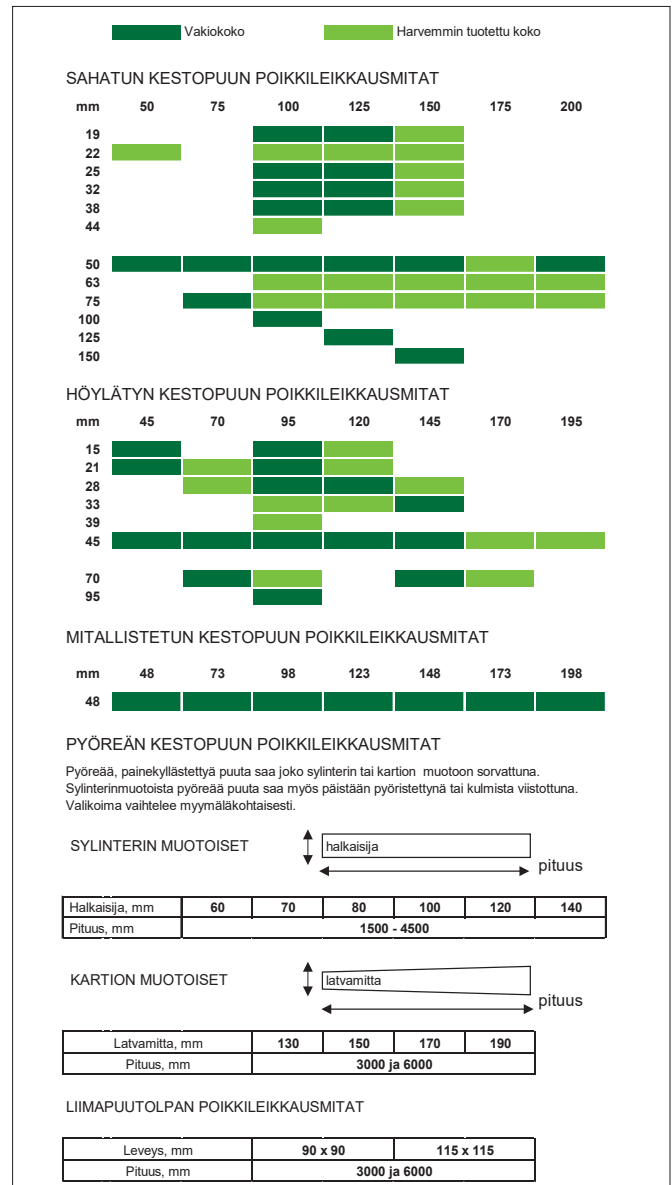 Vakiokoko Harvemmin tuotettu koko
SAHATUN KESTOPUUN POIKKILEIKKAUSMITAT
mm 50 75 100 125 150 175 200
19
22
25
32
38
44
50
63
75
100
125
150
HÖYLÄTYN KESTOPUUN POIKKILEIKKAUSMITAT
mm 45 70 95 120 145 170 195
15
21
28
33
39
45
70
95
MITALLISTETUN KESTOPUUN POIKKILEIKKAUSMITAT
mm 48 73 98 123 148 173 198
48
PYÖREÄN KESTOPUUN POIKKILEIKKAUSMITAT
Pyöreää, painekyllästettyä puuta saa joko sylinterin tai kartion muotoon sorvattuna.
Sylinterinmuotoista pyöreää puuta saa myös päistään pyöristettynä tai kulmista viistottuna.
Valikoima vaihtelee myymäläkohtaisesti.
SYLINTERIN MUOTOISET halkaisija
pituus
Halkaisija, mm 60 70 80 100 120 140
Pituus, mm 1500 - 4500
KARTION MUOTOISET latvamitta
pituus
Latvamitta, mm 130 150 170 190
Pituus, mm 3000 ja 6000
LIIMAPUUTOLPAN POIKKILEIKKAUSMITAT
Leveys, mm 90 x 90 115 x 115
Pituus, mm 3000 ja 6000